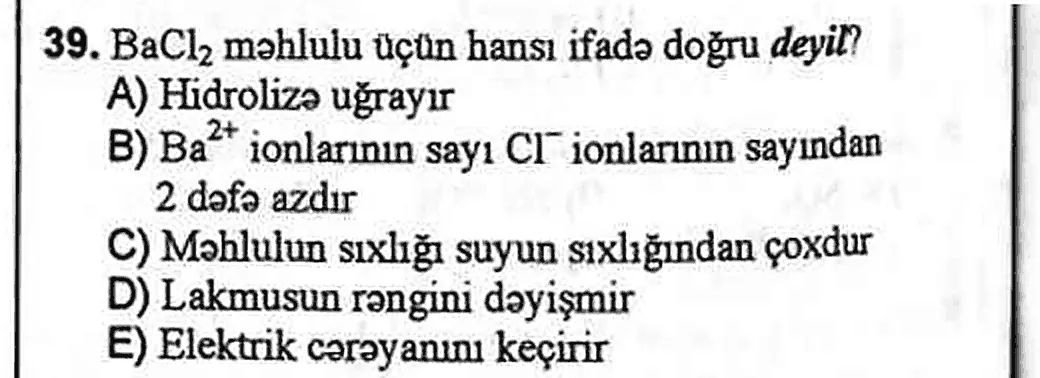 39. BaCl₂ məhlulu üçün hansı ifadə doğru deyil?
A) Hidrolizə uğrayır
B) Ba²⁺ ionlarının sayı Cl⁻ ionlarının sayından
2 dəfə azdır
C) Məhlulun sıxlığı suyun sıxlığından çoxdur
D) Lakmusun rəngini dəyişmir
E) Elektrik cərəyanını keçirir